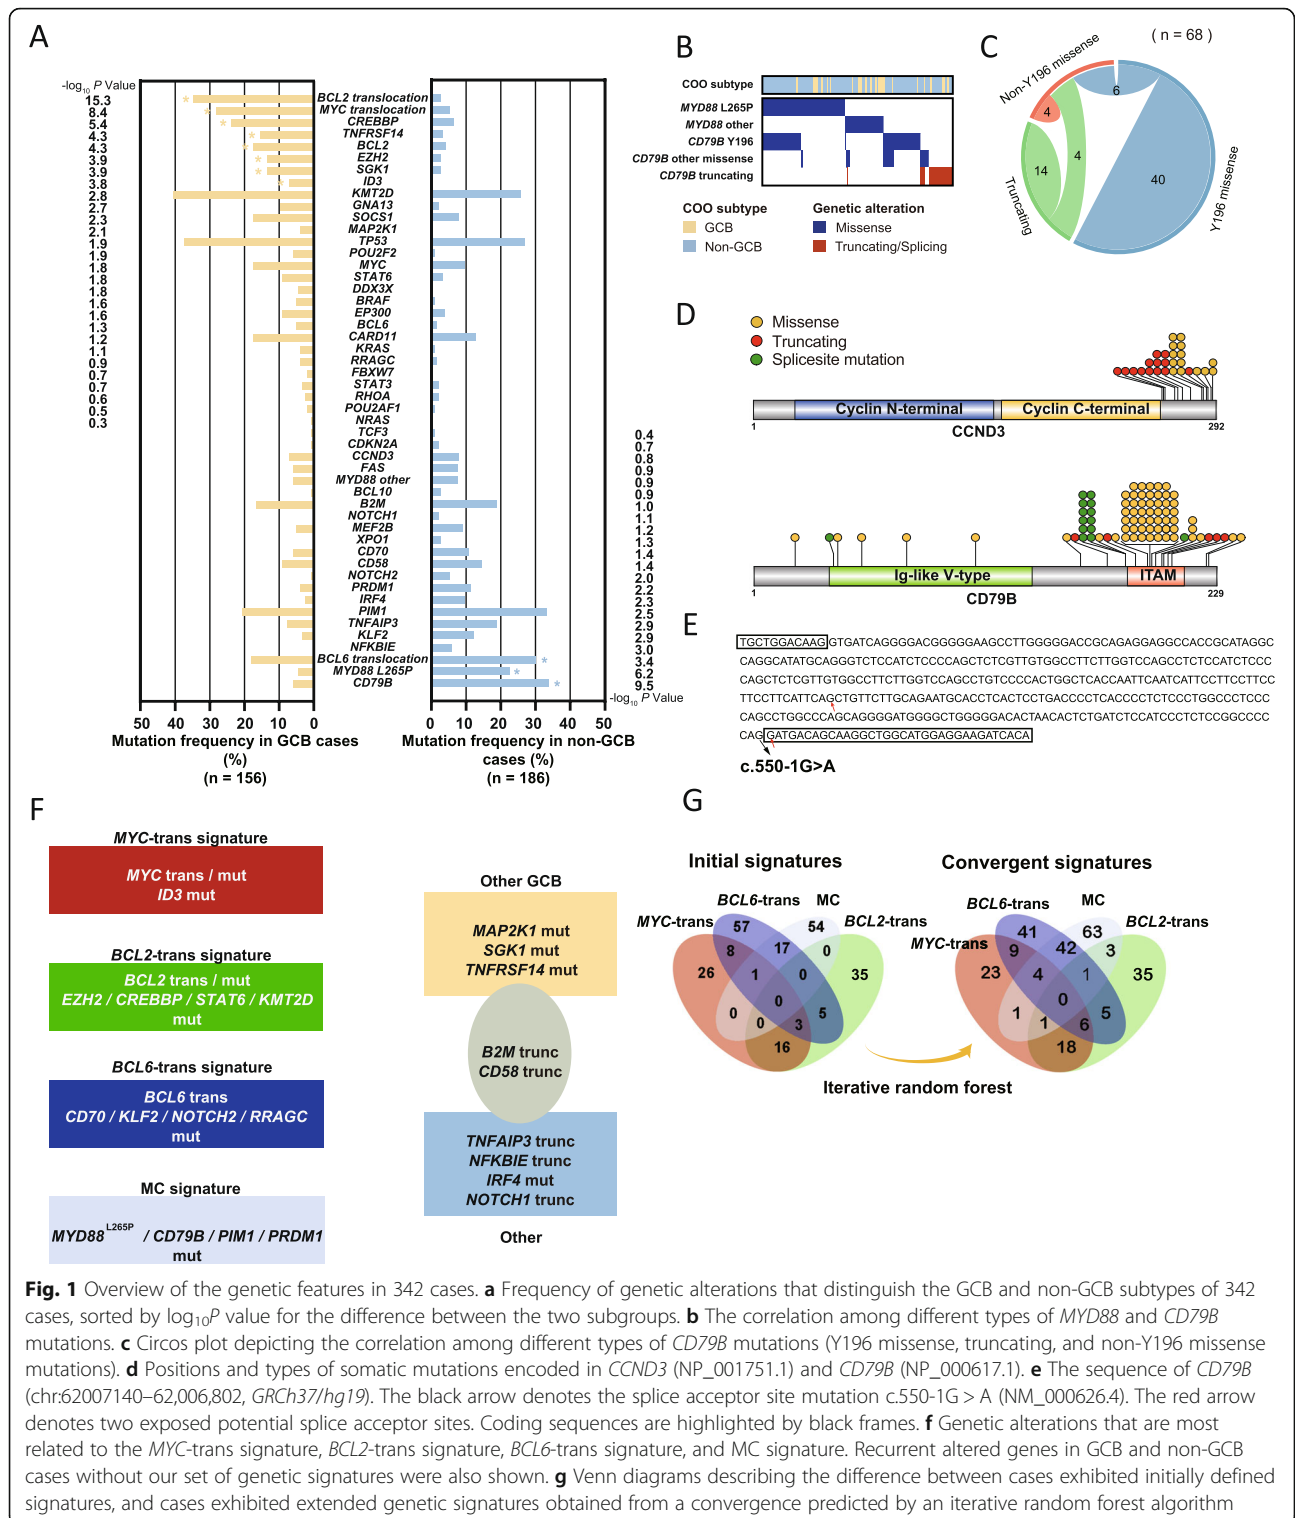 A
-log10 P Value
15.3 BCL2 translocation
8.4 MYC translocation
5.4 CREBBP
4.3 TNFRSF14
4.3 BCL2
3.9 EZH2
3.9 SGK1
3.8 ID3
2.8 KMT2D
2.7 GNA13
2.3 SOCS1
2.1 MAP2K1
1.9 TP53
1.9 POU2F2
1.8 MYC
1.8 STAT6
1.8 DDX3X
1.6 BRAF
1.6 EP300
1.3 BCL6
1.2 CARD11
1.1 KRAS
0.9 RRAGC
0.7 FBXW7
0.7 STAT3
0.6 RHOA
0.5 POU2AF1
0.3 NRAS
TCF3 0.4
CDKN2A 0.7
CCND3 0.8
FAS 0.9
MYD88 other 0.9
BCL10 0.9
B2M 1.0
NOTCH1 1.1
MEF2B 1.2
XPO1 1.3
CD70 1.4
CD58 1.4
NOTCH2 2.0
PRDM1 2.2
IRF4 2.3
PIM1 2.5
TNFAIP3 2.9
KLF2 2.9
NFKBIE 3.0
BCL6 translocation 3.4
MYD88 L265P 6.2
CD79B 9.5
-log10 P Value
50 40 30 20 10 0
0 10 20 30 40 50
Mutation frequency in GCB cases
(%)
(n = 156)
Mutation frequency in non-GCB
cases (%)
(n = 186)
B
COO subtype
MYD88 L265P
MYD88 other
CD79B Y196
CD79B other missense
CD79B truncating
COO subtype
GCB
Non-GCB
Genetic alteration
Missense
Truncating/Splicing
C
( n = 68 )
Non-Y196 missense
6
4
4
14
40
Truncating
Y196 missense
D
Missense
Truncating
Splicesite mutation
Cyclin N-terminal
Cyclin C-terminal
1
CCND3
292
Ig-like V-type
ITAM
1
CD79B
229
E
TGCTGGACAAGGTGATCAGGGGACGGGGGAAGCCTTGGGGGACCGCAGAGGAGGCCACCGCATAGGC
CAGGCATATGCAGGGTCTCCATCTCCCCAGCTCTCGTTGTGGCCTTCTTGGTCCAGCCTCTCCATCTCCC
CAGCTCTCGTTGTGGCCTTCTTGGTCCAGCCTGTCCCCACTGGCTCACCAATTCAATCATTCCTTCCTTCC
TTCCTTCATTCAGCTGTTCTTGCAGAATGCACCTCACTCCTGACCCCTCACCCCTCTCCCTGGCCCTCCC
CAGCCTGGCCCAGCAGGGGATGGGGCTGGGGGACACTAACACTCTGATCTCCATCCCTCTCCGGCCCC
CAGGATGACAGCAAGGCTGGCATGGAGGAAGATCACA
c.550-1G>A
F
MYC-trans signature
MYC trans / mut
ID3 mut
BCL2-trans signature
BCL2 trans / mut
EZH2 / CREBBP / STAT6 / KMT2D
mut
BCL6-trans signature
BCL6 trans
CD70 / KLF2 / NOTCH2 / RRAGC
mut
MC signature
MYD88 L265P / CD79B / PIM1 / PRDM1
mut
Other GCB
MAP2K1 mut
SGK1 mut
TNFRSF14 mut
B2M trunc
CD58 trunc
TNFAIP3 trunc
NFKBIE trunc
IRF4 mut
NOTCH1 trunc
Other
G
Initial signatures
BCL6-trans
MC
MYC-trans
BCL2-trans
57
54
8
17
0
26
1
0
35
0
0
0
3
5
16
Iterative random forest
Convergent signatures
BCL6-trans
MC
MYC-trans
BCL2-trans
41
63
9
42
3
23
4
1
35
0
1
1
6
5
18
Fig. 1 Overview of the genetic features in 342 cases. a Frequency of genetic alterations that distinguish the GCB and non-GCB subtypes of 342
cases, sorted by log10P value for the difference between the two subgroups. b The correlation among different types of MYD88 and CD79B
mutations. c Circos plot depicting the correlation among different types of CD79B mutations (Y196 missense, truncating, and non-Y196 missense
mutations). d Positions and types of somatic mutations encoded in CCND3 (NP_001751.1) and CD79B (NP_000617.1). e The sequence of CD79B
(chr:62007140–62,006,802, GRCh37/hg19). The black arrow denotes the splice acceptor site mutation c.550-1G > A (NM_000626.4). The red arrow
denotes two exposed potential splice acceptor sites. Coding sequences are highlighted by black frames. f Genetic alterations that are most
related to the MYC-trans signature, BCL2-trans signature, BCL6-trans signature, and MC signature. Recurrent altered genes in GCB and non-GCB
cases without our set of genetic signatures were also shown. g Venn diagrams describing the difference between cases exhibited initially defined
signatures, and cases exhibited extended genetic signatures obtained from a convergence predicted by an iterative random forest algorithm